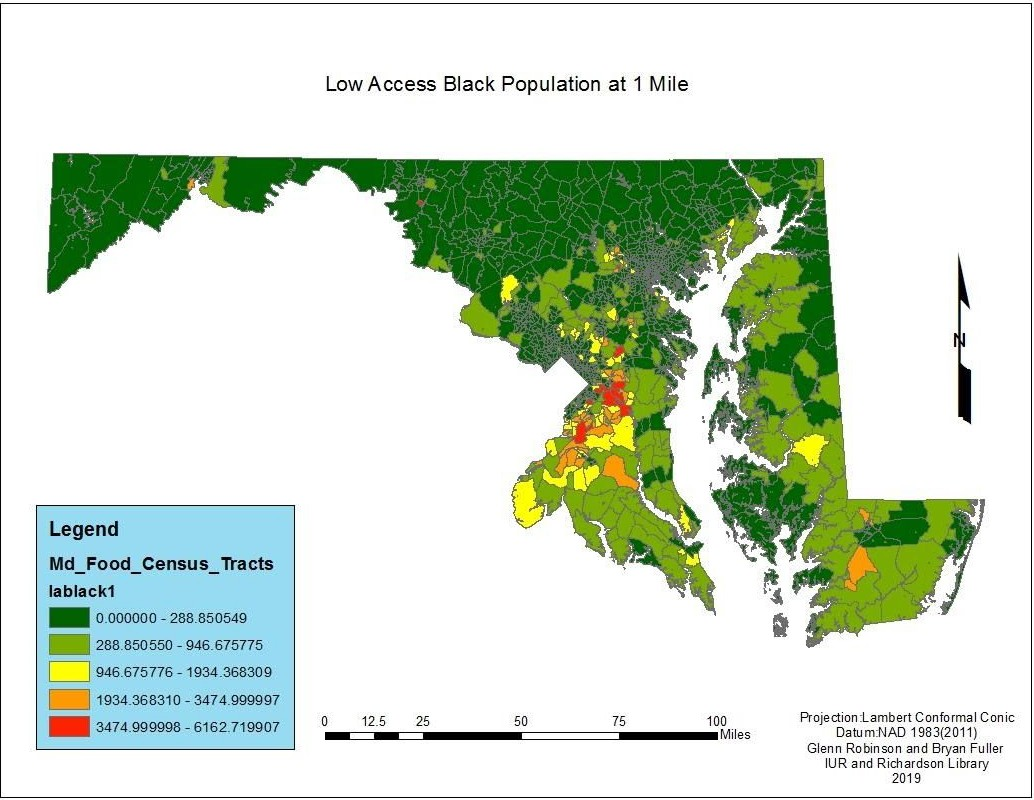 Low Access Black Population at 1 Mile
N
Legend
Md_Food_Census_Tracts
lablack1
0.000000 - 288.850549
288.850550 - 946.675775
946.675776 - 1934.368309
1934.368310 - 3474.999997
3474.999998 - 6162.719907
0 12.5 25 50 75 100
Miles
Projection:Lambert Conformal Conic
Datum:NAD 1983(2011)
Glenn Robinson and Bryan Fuller
IUR and Richardson Library
2019